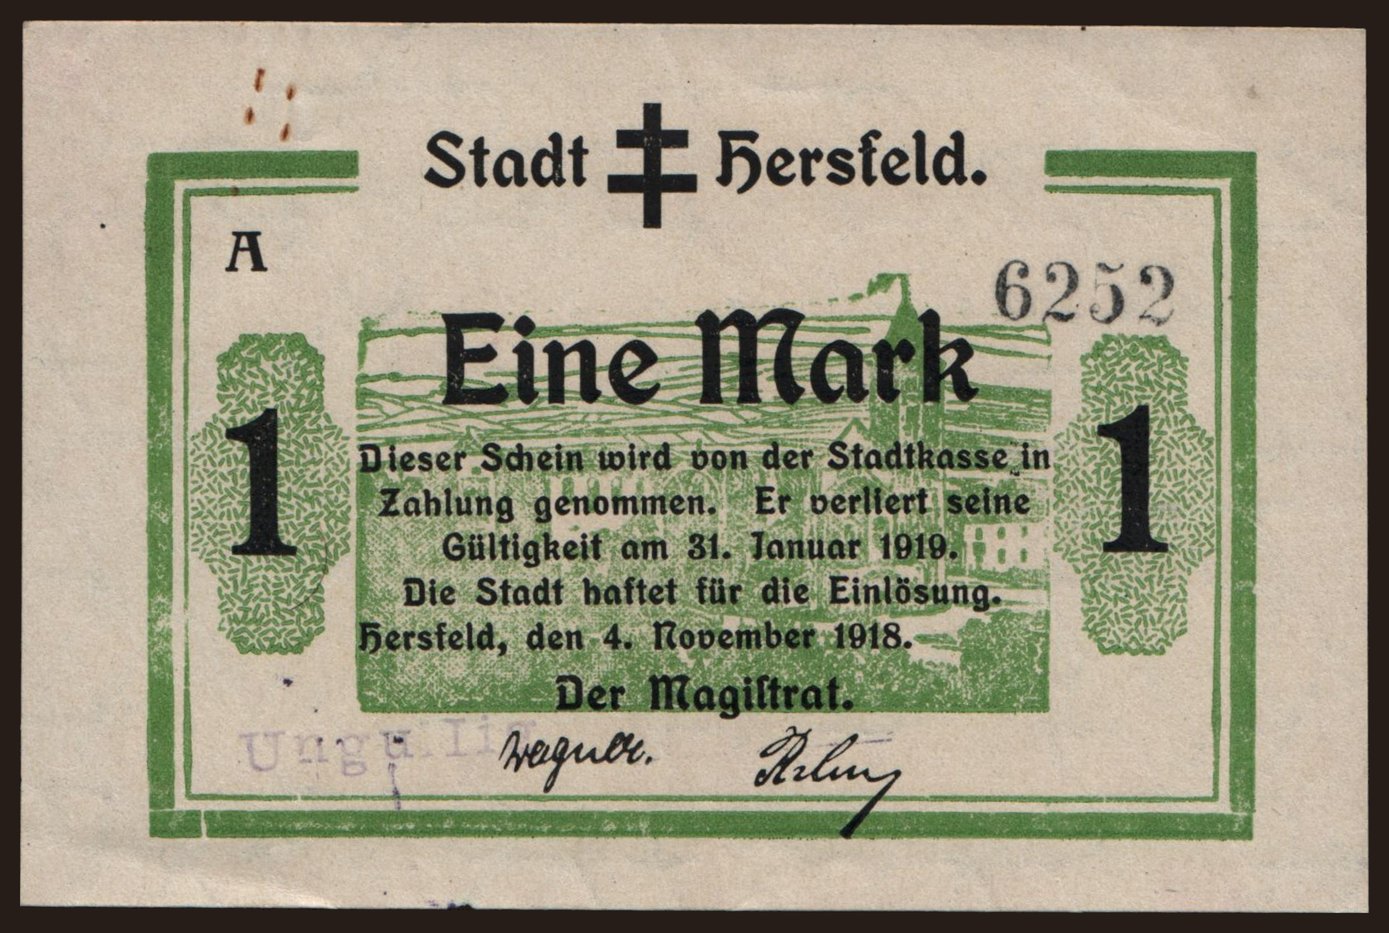 Stadt ‡ Hersfeld.
A
6252
Eine Mark
1 1
Dieser Schein wird von der Stadtkasse in
Zahlung genommen. Er verliert seine
Gültigkeit am 31. Januar 1919.
Die Stadt haftet für die Einlösung.
Hersfeld, den 4. November 1918.
Der Magiſtrat.
Ungültig
Wagner.